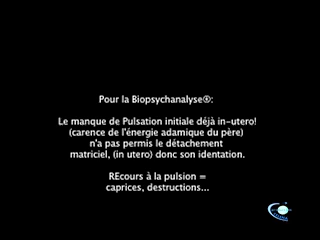 Pour la Biopsychanalyse®:
Le manque de Pulsation initiale déjà in-utero!
(carence de l'énergie adamique du père)
n'a pas permis le détachement
matriciel, (in utero) donc son identation.
REcours à la pulsion =
caprices, destructions...